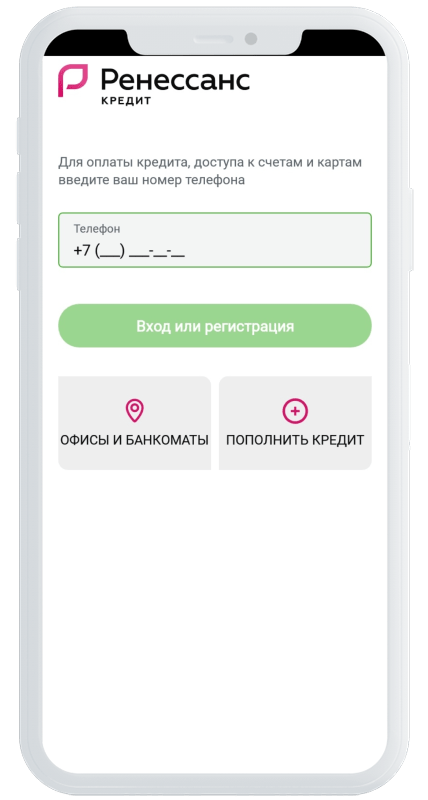 Ренессанс
КРЕДИТ
Для оплаты кредита, доступа к счетам и картам
введите ваш номер телефона
Телефон
+7 (___) ___-__-__
Вход или регистрация
ОФИСЫ И БАНКОМАТЫ
ПОПОЛНИТЬ КРЕДИТ